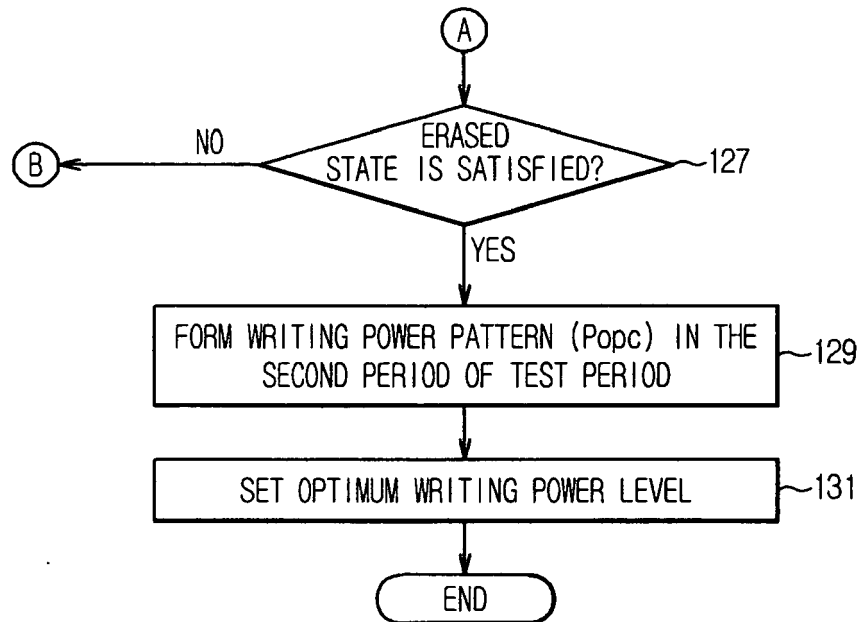 A
ERASED
STATE IS SATISFIED?
127
NO
B
YES
FORM WRITING POWER PATTERN (Popc) IN THE
SECOND PERIOD OF TEST PERIOD
129
SET OPTIMUM WRITING POWER LEVEL
131
END